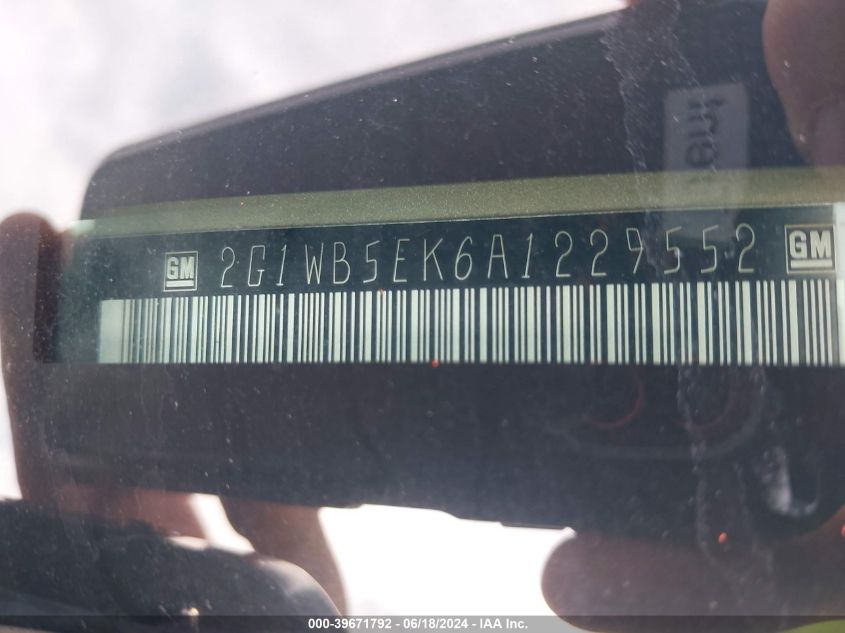 GM 2G1WB5EK6A1229552 GM
000-39671792 / 06/18/2024 - IAA Inc.